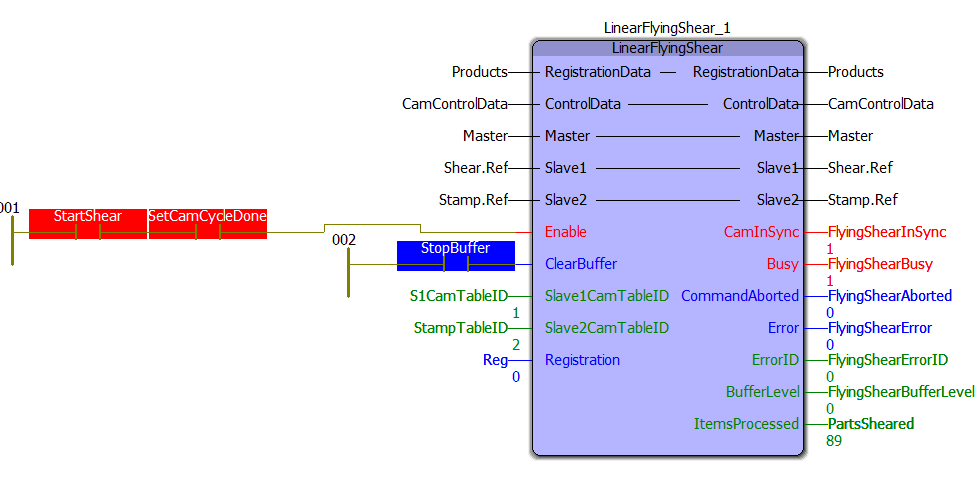 LinearFlyingShear_1
LinearFlyingShear
Products RegistrationData RegistrationData Products
CamControlData ControlData ControlData CamControlData
Master Master Master Master
Shear.Ref Slave1 Slave1 Shear.Ref
Stamp.Ref Slave2 Slave2 Stamp.Ref
001 StartShear SetCamCycleDone
Enable CamInSync FlyingShearInSync
1
002 StopBuffer
ClearBuffer Busy FlyingShearBusy
1
S1CamTableID Slave1CamTableID CommandAborted FlyingShearAborted
1 0
StampTableID Slave2CamTableID Error FlyingShearError
2 0
Reg Registration ErrorID FlyingShearErrorID
0 0
BufferLevel FlyingShearBufferLevel
0
ItemsProcessed PartsSheared
89